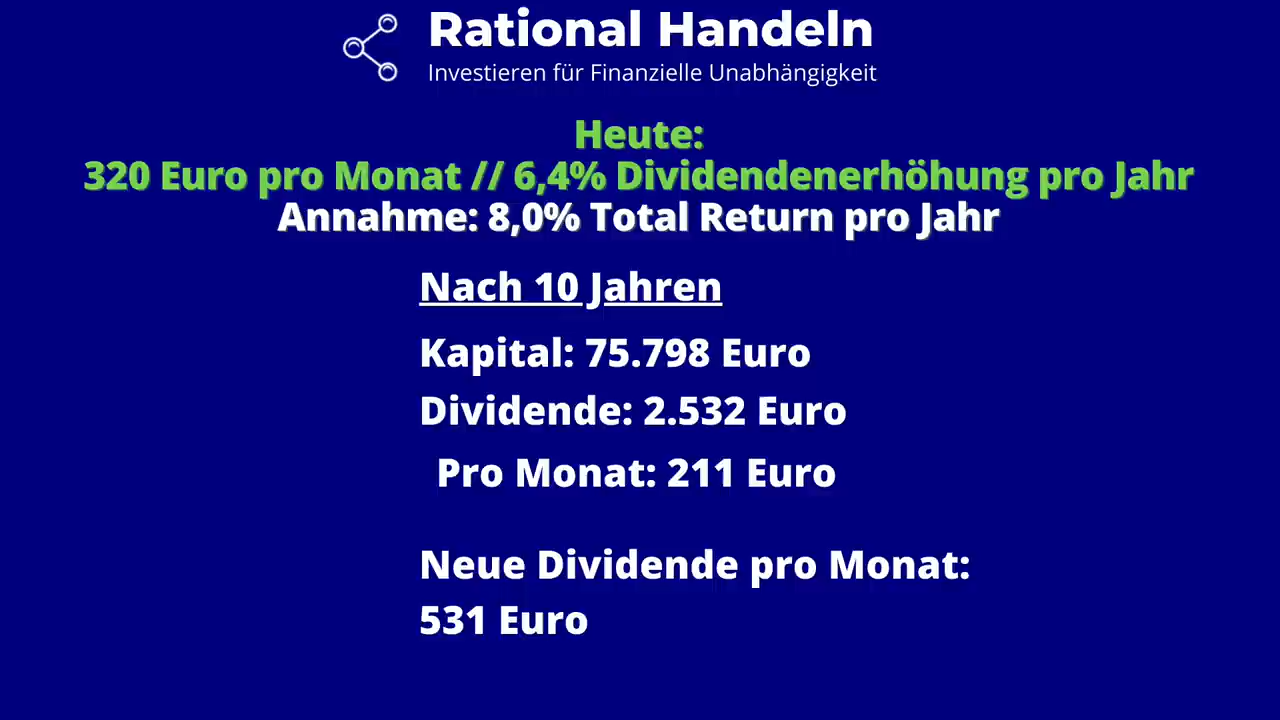 Rational Handeln
Investieren für Finanzielle Unabhängigkeit
Heute:
320 Euro pro Monat // 6,4% Dividendenerhöhung pro Jahr
Annahme: 8,0% Total Return pro Jahr
Nach 10 Jahren
Kapital: 75.798 Euro
Dividende: 2.532 Euro
Pro Monat: 211 Euro
Neue Dividende pro Monat:
531 Euro